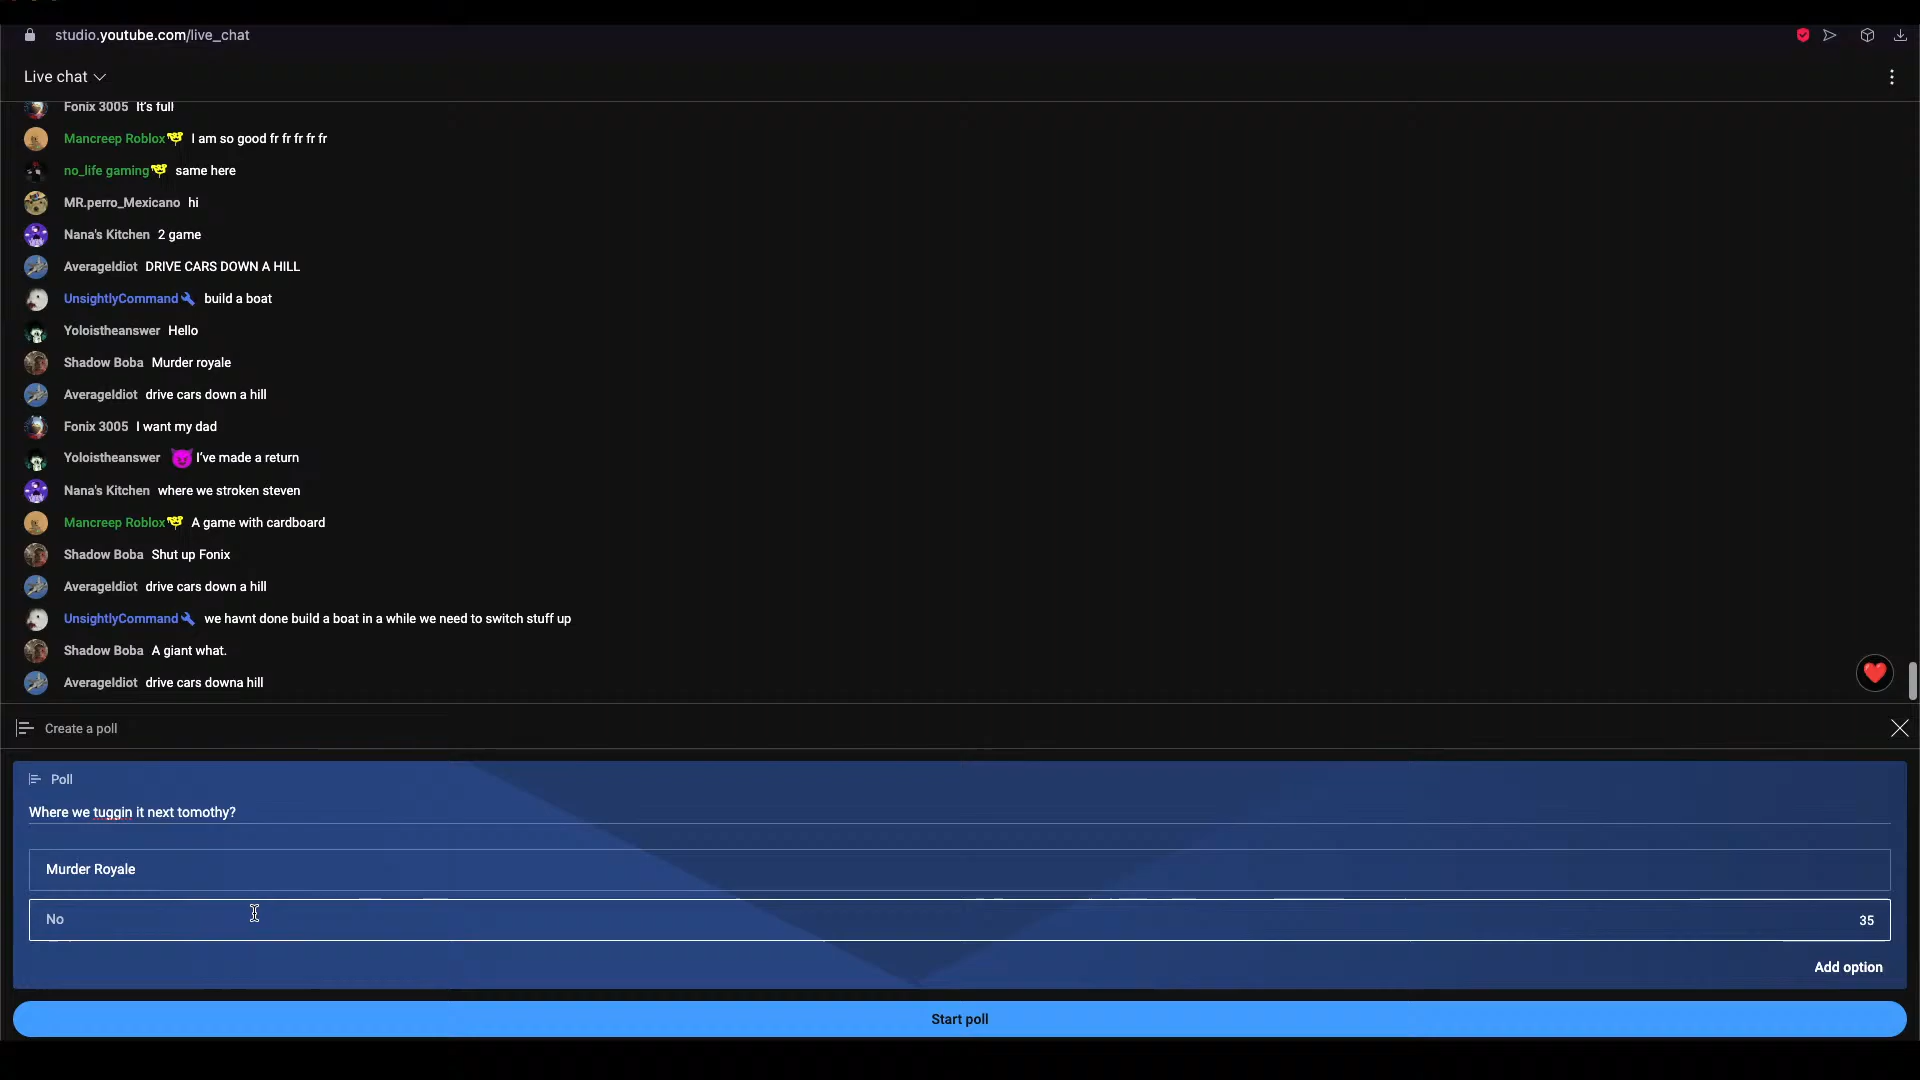 studio.youtube.com/live_chat
Live chat
Fonix 3005 It's full
Mancreep Roblox I am so good fr fr fr fr fr
no_life gaming same here
MR.perro_Mexicano hi
Nana's Kitchen 2 game
AverageIdiot DRIVE CARS DOWN A HILL
UnsightlyCommand build a boat
Yoloistheanswer Hello
Shadow Boba Murder royale
AverageIdiot drive cars down a hill
Fonix 3005 I want my dad
Yoloistheanswer 😈 I've made a return
Nana's Kitchen where we stroken steven
Mancreep Roblox A game with cardboard
Shadow Boba Shut up Fonix
AverageIdiot drive cars down a hill
UnsightlyCommand we havnt done build a boat in a while we need to switch stuff up
Shadow Boba A giant what.
AverageIdiot drive cars downa hill
Create a poll
Poll
Where we tuggin it next tomothy?
Murder Royale
No 35
Add option
Start poll